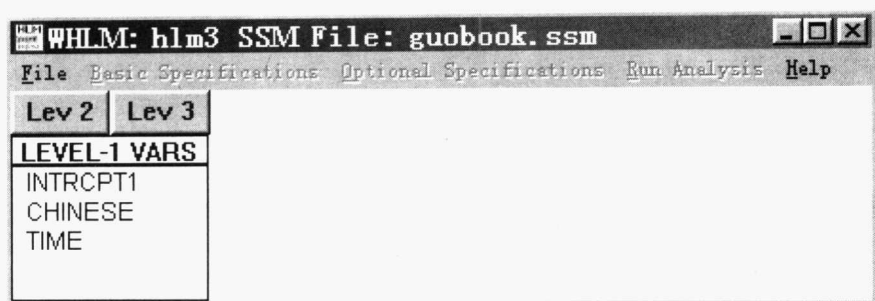 WHLM: hlm3 SSM File: guobook.ssm
File Basic Specifications Optional Specifications Run Analysis Help
Lev 2 Lev 3
LEVEL-1 VARS
INTRCPT1
CHINESE
TIME